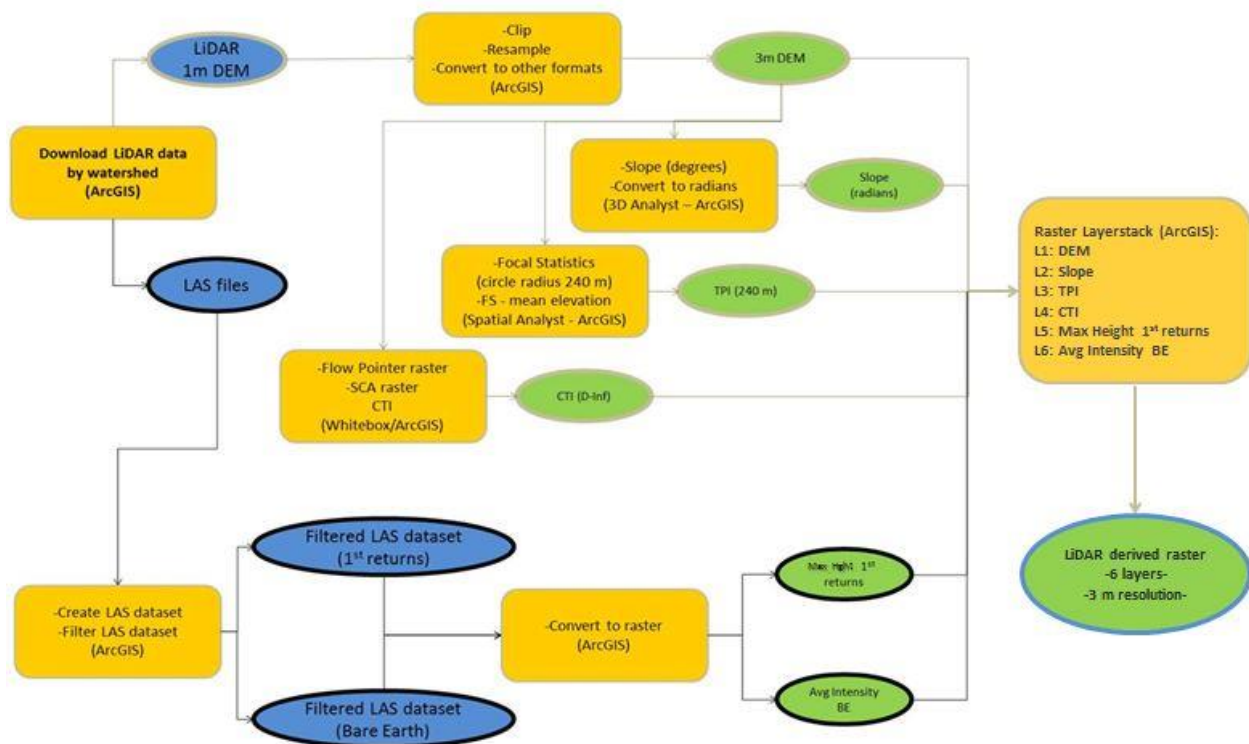 LiDAR
1m DEM
-Clip
-Resample
-Convert to other formats
(ArcGIS)
3m DEM
Download LiDAR data
by watershed
(ArcGIS)
-Slope (degrees)
-Convert to radians
(3D Analyst – ArcGIS)
Slope
(radians)
LAS files
-Focal Statistics
(circle radius 240 m)
-FS - mean elevation
(Spatial Analyst - ArcGIS)
TPI (240 m)
Raster Layerstack (ArcGIS):
L1: DEM
L2: Slope
L3: TPI
L4: CTI
L5: Max Height 1st returns
L6: Avg Intensity BE
-Flow Pointer raster
-SCA raster
CTI
(Whitebox/ArcGIS)
CTI (D-Inf)
Filtered LAS dataset
(1st returns)
Max Hght 1st
returns
LiDAR derived raster
-6 layers-
-3 m resolution-
-Create LAS dataset
-Filter LAS dataset
(ArcGIS)
-Convert to raster
(ArcGIS)
Avg Intensity
BE
Filtered LAS dataset
(Bare Earth)